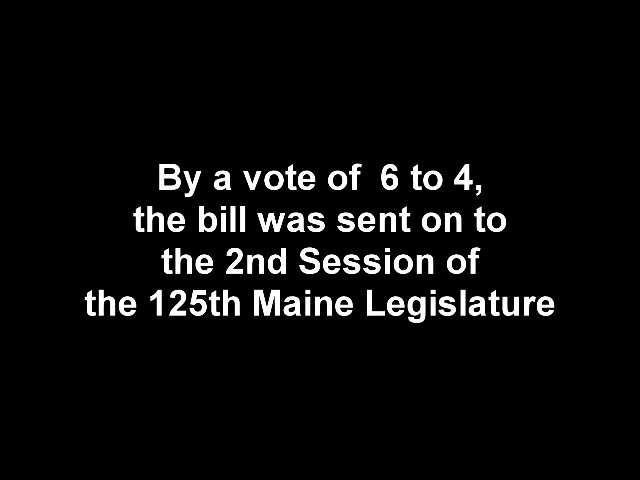 By a vote of  6 to 4,
the bill was sent on to
the 2nd Session of
the 125th Maine Legislature